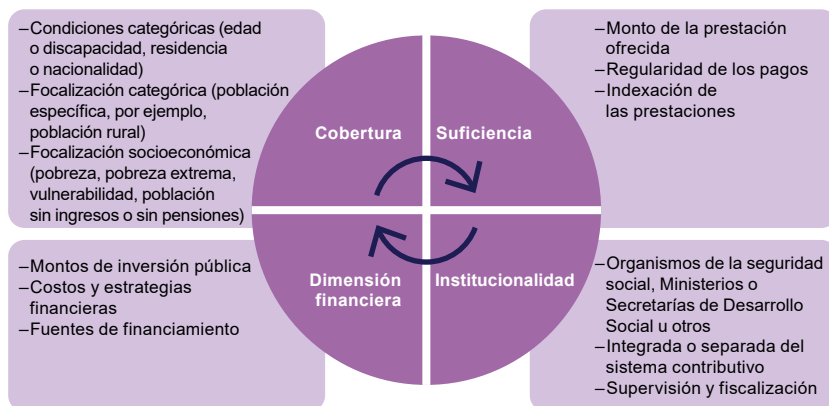 –Condiciones categóricas (edad
o discapacidad, residencia
o nacionalidad)
–Focalización categórica (población
específica, por ejemplo,
población rural)
–Focalización socioeconómica
(pobreza, pobreza extrema,
vulnerabilidad, población
sin ingresos o sin pensiones)
Cobertura
Suficiencia
–Monto de la prestación
ofrecida
–Regularidad de los pagos
–Indexación de
las prestaciones
–Montos de inversión pública
–Costos y estrategias
financieras
–Fuentes de financiamiento
Dimensión
financiera
Institucionalidad
–Organismos de la seguridad
social, Ministerios o
Secretarías de Desarrollo
Social u otros
–Integrada o separada del
sistema contributivo
–Supervisión y fiscalización